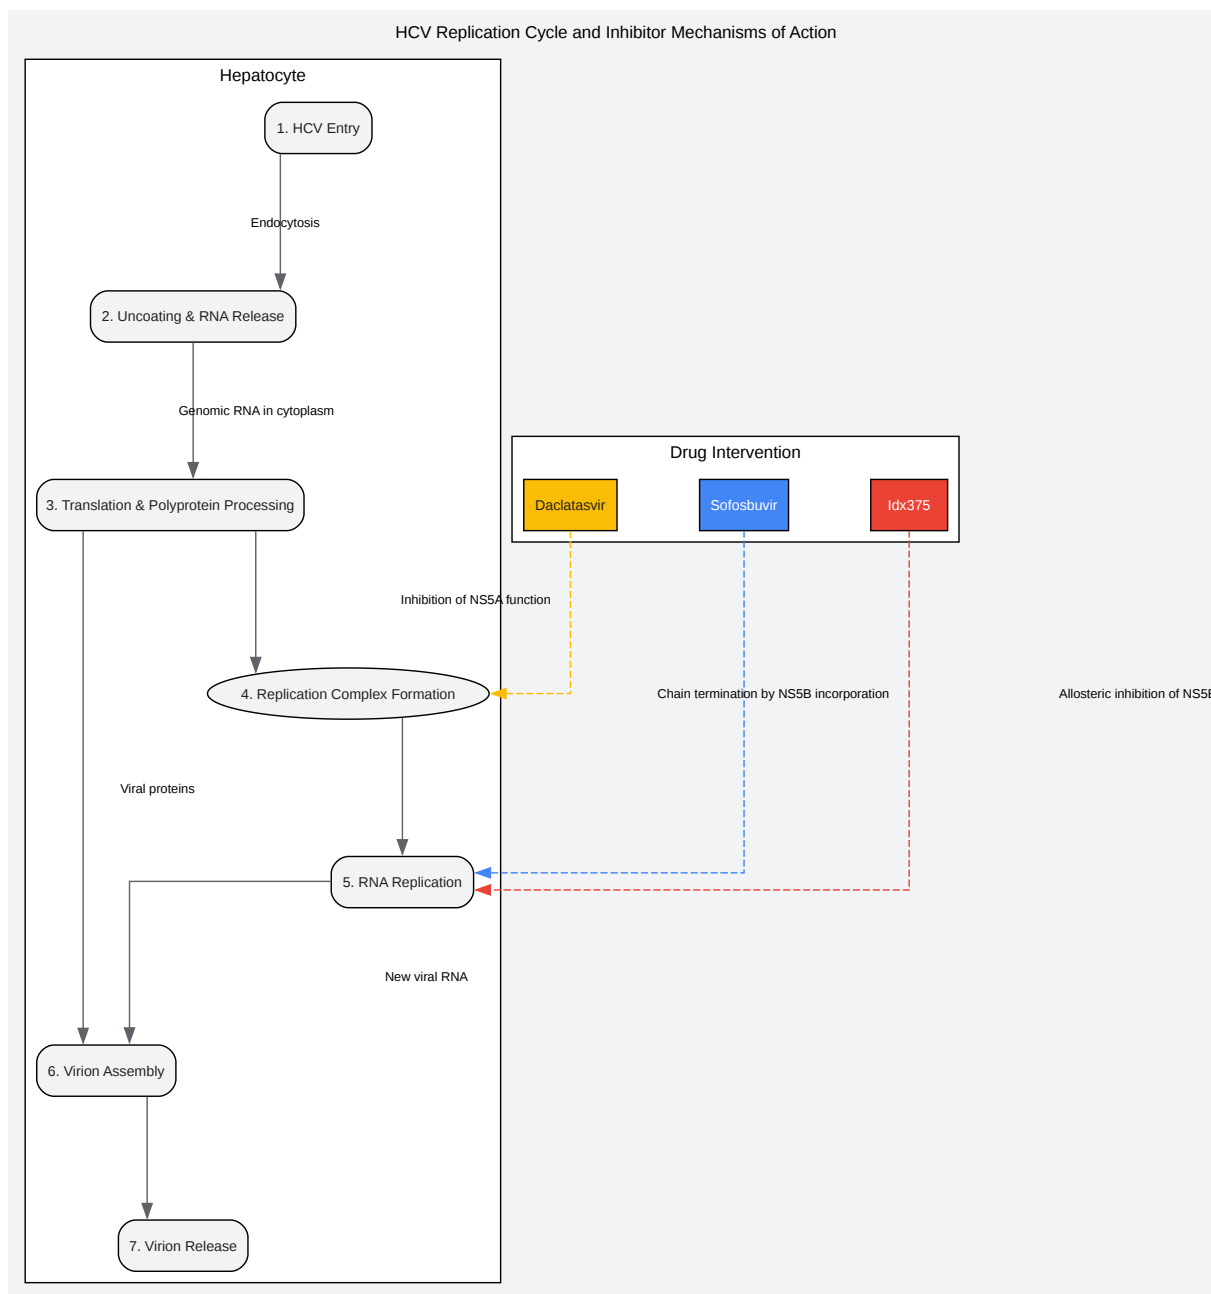 HCV Replication Cycle and Inhibitor Mechanisms of Action
Hepatocyte
1. HCV Entry
Endocytosis
2. Uncoating & RNA Release
Genomic RNA in cytoplasm
Drug Intervention
3. Translation & Polyprotein Processing
Daclatasvir
Sofosbuvir
Idx375
Inhibition of NS5A function
4. Replication Complex Formation
Chain termination by NS5B incorporation
Allosteric inhibition of
Viral proteins
5. RNA Replication
New viral RNA
6. Virion Assembly
7. Virion Release